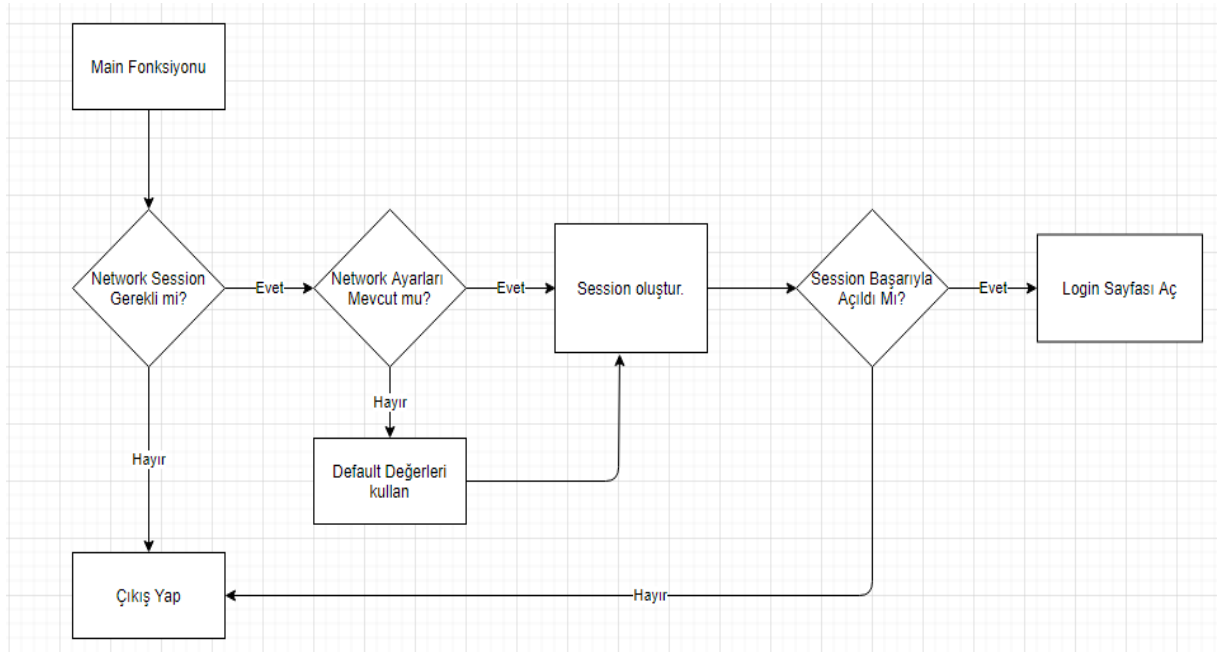 Main Fonksiyonu
Network Session
Gerekli mi?
Evet
Network Ayarları
Mevcut mu?
Evet
Session oluştur.
Session Başarıyla
Açıldı Mı?
Evet
Login Sayfası Aç
Hayır
Default Değerleri
kullan
Hayır
Çıkış Yap
Hayır